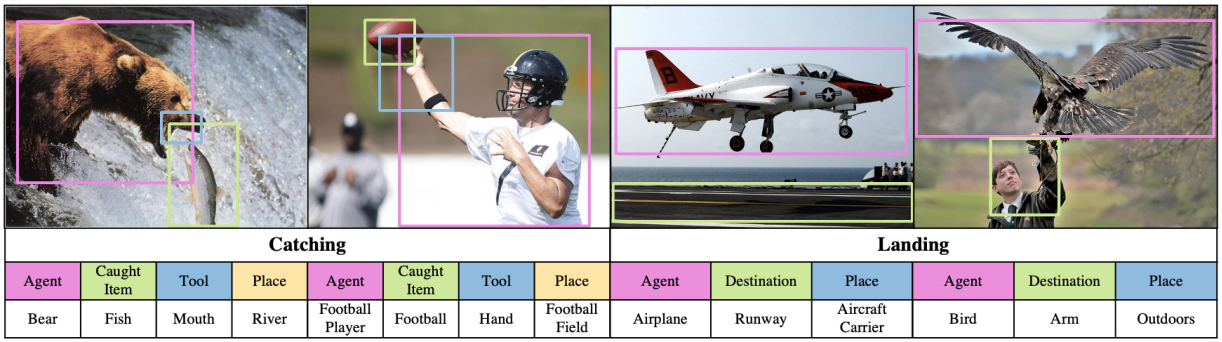 B
NAVY
Catching
Landing
Agent
Caught Item
Tool
Place
Agent
Caught Item
Tool
Place
Agent
Destination
Place
Agent
Destination
Place
Bear
Fish
Mouth
River
Football Player
Football
Hand
Football Field
Airplane
Runway
Aircraft Carrier
Bird
Arm
Outdoors